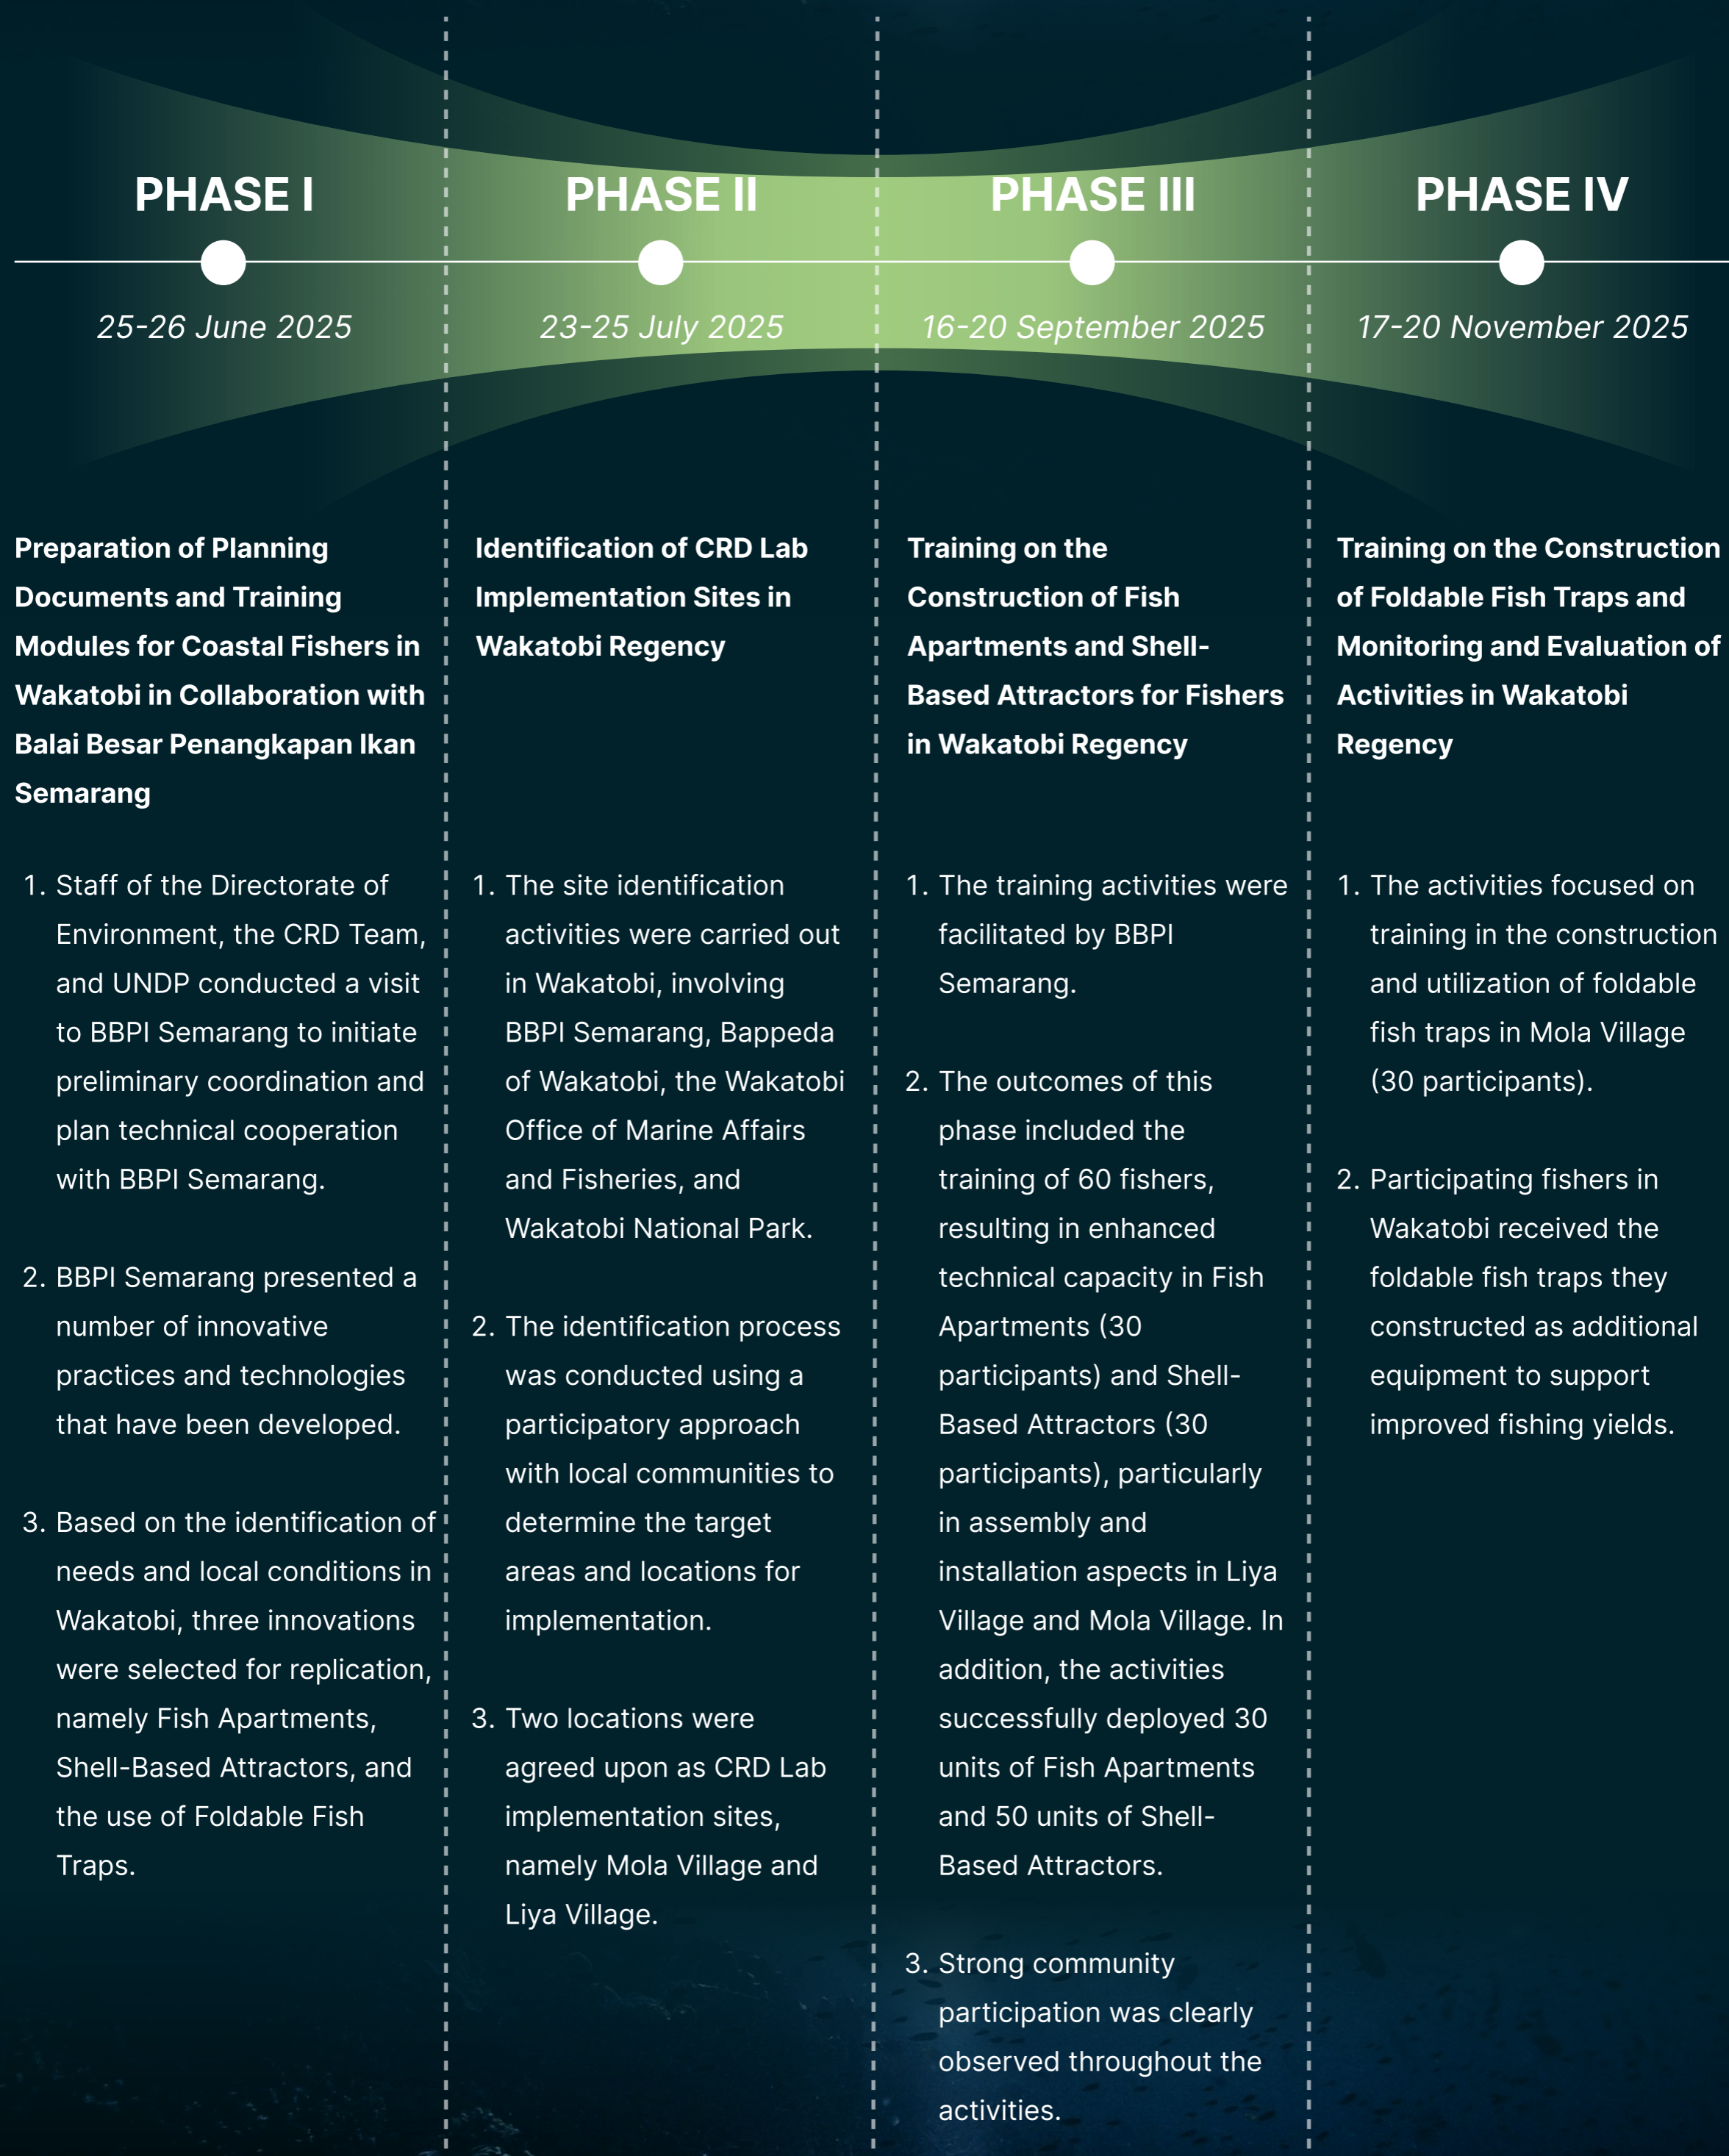 PHASE I
25-26 June 2025
Preparation of Planning
Documents and Training
Modules for Coastal Fishers in
Wakatobi in Collaboration with
Balai Besar Penangkapan Ikan
Semarang
1. Staff of the Directorate of
Environment, the CRD Team,
and UNDP conducted a visit
to BBPI Semarang to initiate
preliminary coordination and
plan technical cooperation
with BBPI Semarang.
2. BBPI Semarang presented a
number of innovative
practices and technologies
that have been developed.
3. Based on the identification of
needs and local conditions in
Wakatobi, three innovations
were selected for replication,
namely Fish Apartments,
Shell-Based Attractors, and
the use of Foldable Fish
Traps.
PHASE II
23-25 July 2025
Identification of CRD Lab
Implementation Sites in
Wakatobi Regency
1. The site identification
activities were carried out
in Wakatobi, involving
BBPI Semarang, Bappeda
of Wakatobi, the Wakatobi
Office of Marine Affairs
and Fisheries, and
Wakatobi National Park.
2. The identification process
was conducted using a
participatory approach
with local communities to
determine the target
areas and locations for
implementation.
3. Two locations were
agreed upon as CRD Lab
implementation sites,
namely Mola Village and
Liya Village.
PHASE III
16-20 September 2025
Training on the
Construction of Fish
Apartments and Shell-
Based Attractors for Fishers
in Wakatobi Regency
1. The training activities were
facilitated by BBPI
Semarang.
2. The outcomes of this
phase included the
training of 60 fishers,
resulting in enhanced
technical capacity in Fish
Apartments (30
participants) and Shell-
Based Attractors (30
participants), particularly
in assembly and
installation aspects in Liya
Village and Mola Village. In
addition, the activities
successfully deployed 30
units of Fish Apartments
and 50 units of Shell-
Based Attractors.
3. Strong community
participation was clearly
observed throughout the
activities.
PHASE IV
17-20 November 2025
Training on the Construction
of Foldable Fish Traps and
Monitoring and Evaluation of
Activities in Wakatobi
Regency
1. The activities focused on
training in the construction
and utilization of foldable
fish traps in Mola Village
(30 participants).
2. Participating fishers in
Wakatobi received the
foldable fish traps they
constructed as additional
equipment to support
improved fishing yields.